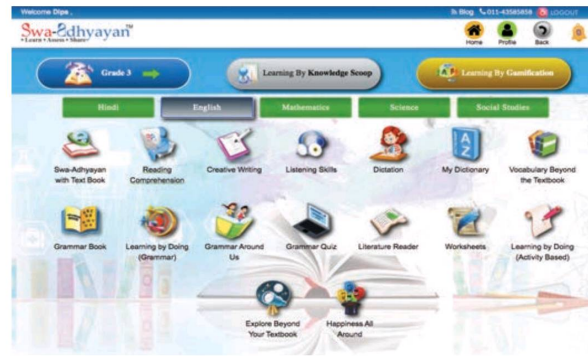 Welcome Dips ,
Blog 011-43585858 LOGOUT
Swa-Adhyayan™
• Learn • Assess • Share
Home Profile Back
Grade 3
Learning By Knowledge Scoop
Learning By Gamification
Hindi English Mathematics Science Social Studies
Swa-Adhyayan with Text Book
Reading Comprehension
Creative Writing
Listening Skills
Dictation
My Dictionary
Vocabulary Beyond the Textbook
Grammar Book
Learning by Doing (Grammar)
Grammar Around Us
Grammar Quiz
Literature Reader
Worksheets
Learning by Doing (Activity Based)
Explore Beyond Your Textbook
Happiness All Around